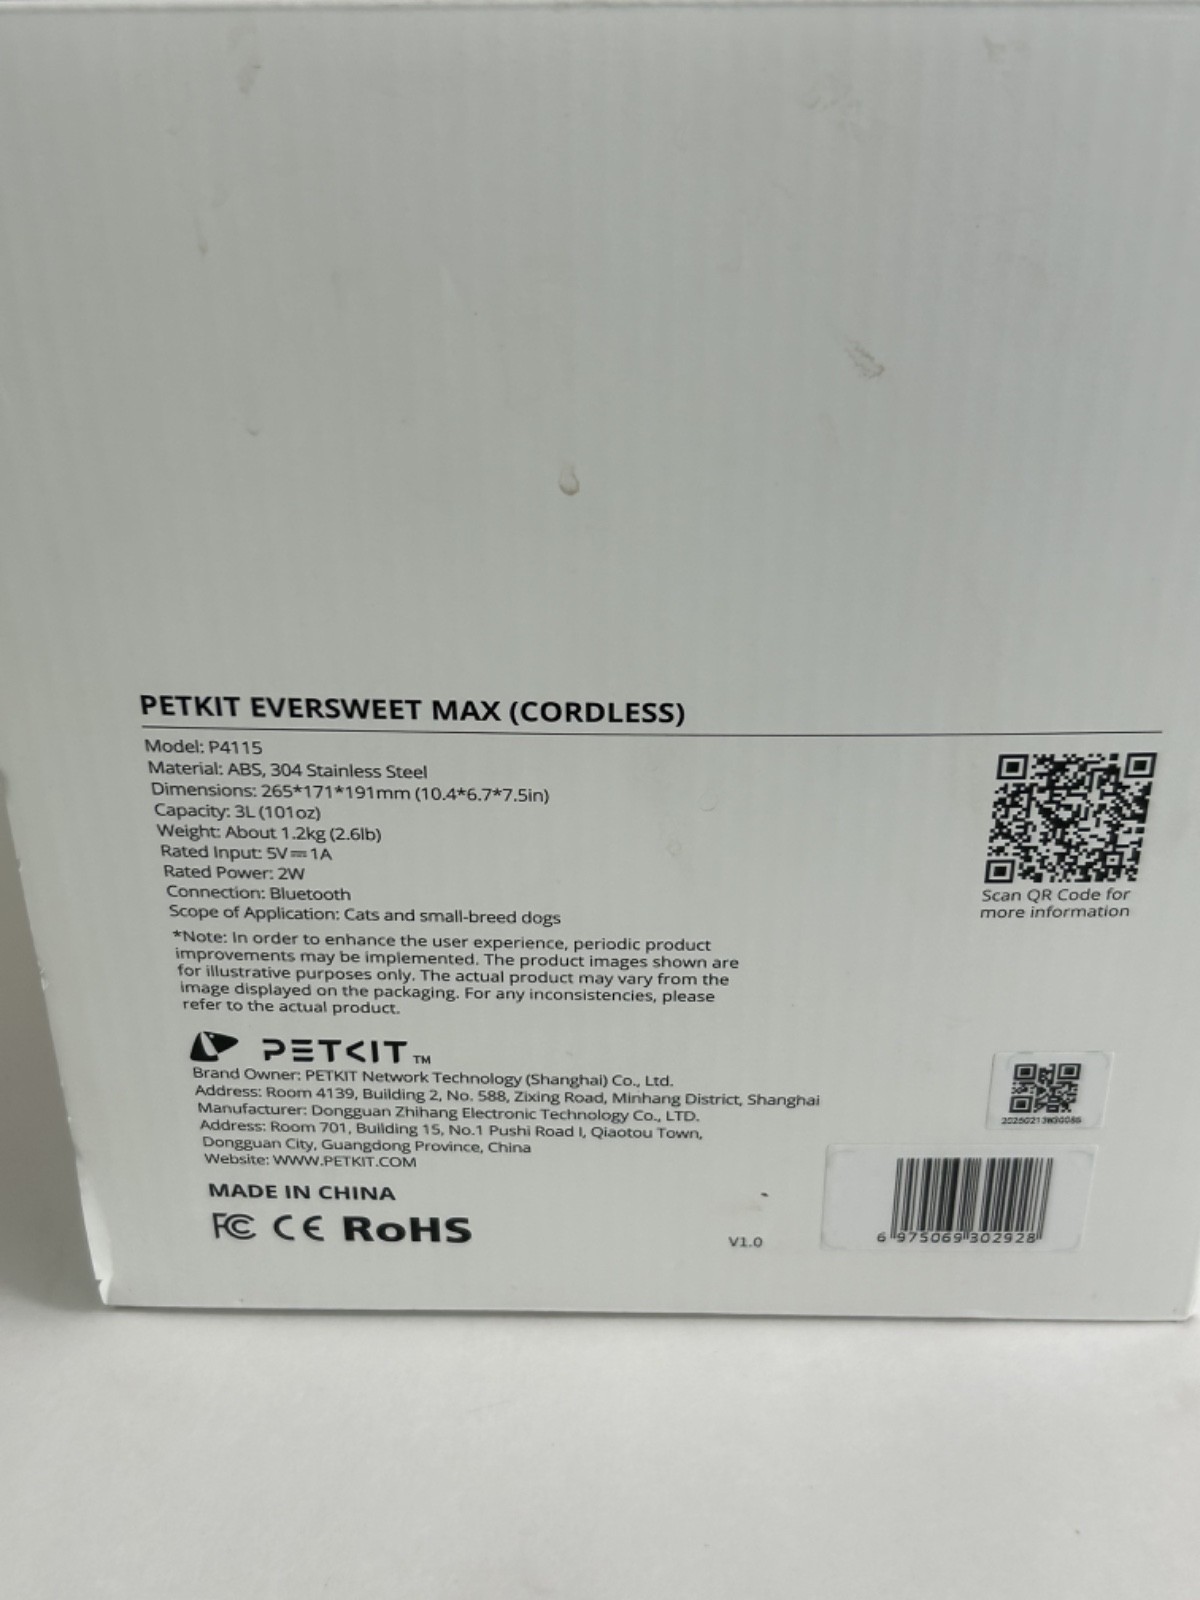 PETKIT EVERSWEET MAX (CORDLESS)
Model: P4115
Material: ABS, 304 Stainless Steel
Dimensions: 265*171*191mm (10.4*6.7*7.5in)
Capacity: 3L (101oz)
Weight: About 1.2kg (2.6lb)
Rated Input: 5V⎓1A
Rated Power: 2W
Connection: Bluetooth
Scope of Application: Cats and small-breed dogs
*Note: In order to enhance the user experience, periodic product
improvements may be implemented. The product images shown are
for illustrative purposes only. The actual product may vary from the
image displayed on the packaging. For any inconsistencies, please
refer to the actual product.
Scan QR Code for
more information
PETKIT™
Brand Owner: PETKIT Network Technology (Shanghai) Co., Ltd.
Address: Room 4139, Building 2, No. 588, Zixing Road, Minhang District, Shanghai
Manufacturer: Dongguan Zhihang Electronic Technology Co., LTD.
Address: Room 701, Building 15, No.1 Pushi Road I, Qiaotou Town,
Dongguan City, Guangdong Province, China
Website: WWW.PETKIT.COM
MADE IN CHINA
FC CE RoHS
V1.0
6 975069 302928